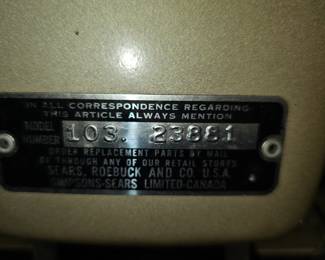 IN ALL CORRESPONDENCE REGARDING
THIS ARTICLE ALWAYS MENTION
MODEL NUMBER 103. 23881
ORDER REPLACEMENT PARTS BY MAIL
OR THROUGH ANY OF OUR RETAIL STORES
SEARS, ROEBUCK AND CO. U.S.A.
SIMPSONS-SEARS LIMITED-CANADA